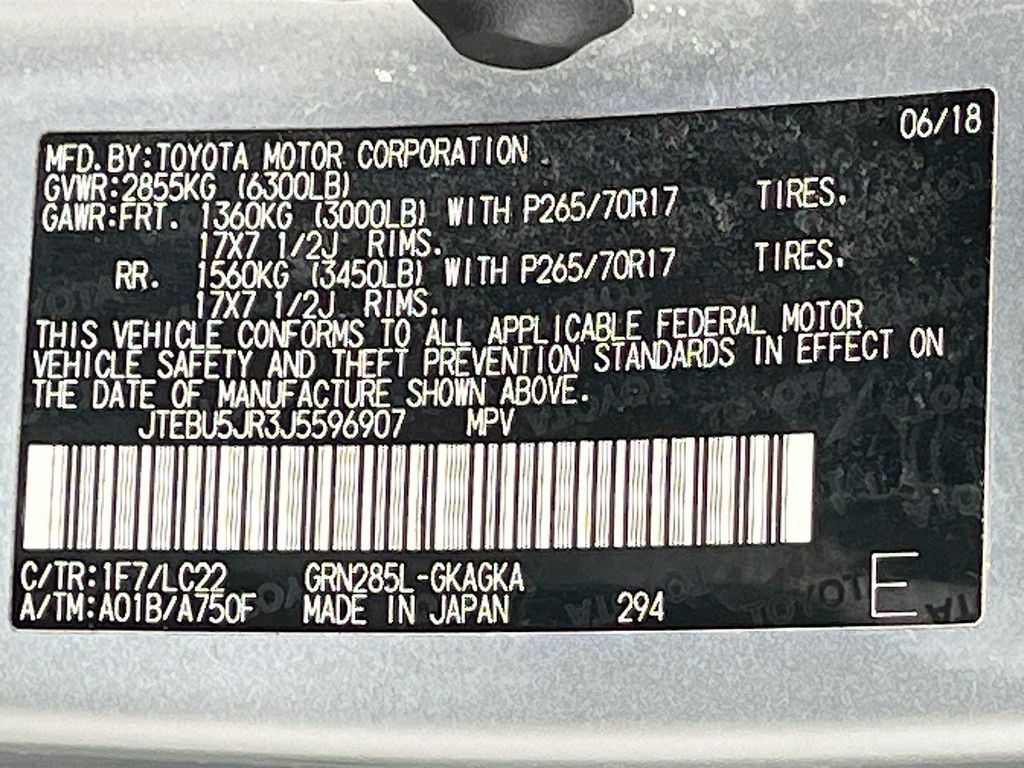 06/18
MFD.BY:TOYOTA MOTOR CORPORATION
GVWR:2855KG (6300LB)
GAWR:FRT. 1360KG (3000LB) WITH P265/70R17 TIRES.
17X7 1/2J RIMS.
RR. 1560KG (3450LB) WITH P265/70R17 TIRES.
17X7 1/2J RIMS.
THIS VEHICLE CONFORMS TO ALL APPLICABLE FEDERAL MOTOR
VEHICLE SAFETY AND THEFT PREVENTION STANDARDS IN EFFECT ON
THE DATE OF MANUFACTURE SHOWN ABOVE.
JTEBU5JR3J5596907 MPV
C/TR:1F7/LC22 GRN285L-GKAGKA
A/TM:A01B/A750F MADE IN JAPAN 294 E